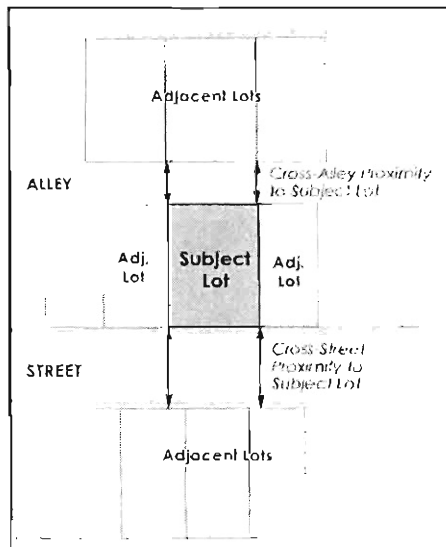 Adjacent Lots
ALLEY
Cross-Alley Proximity
to Subject Lot
Adj.
Lot
Subject
Lot
Adj.
Lot
STREET
Cross-Street
Proximity to
Subject Lot
Adjacent Lots